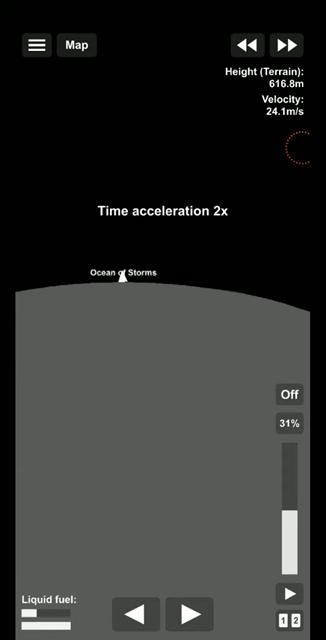 Map
Height (Terrain):
616.8m
Velocity:
24.1m/s
Time acceleration 2x
Ocean of Storms
Off
31%
Liquid fuel:
1 2